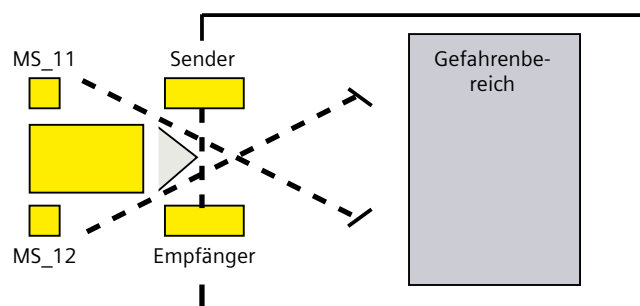 MS_11
Sender
Gefahrenbe-
reich
MS_12
Empfänger